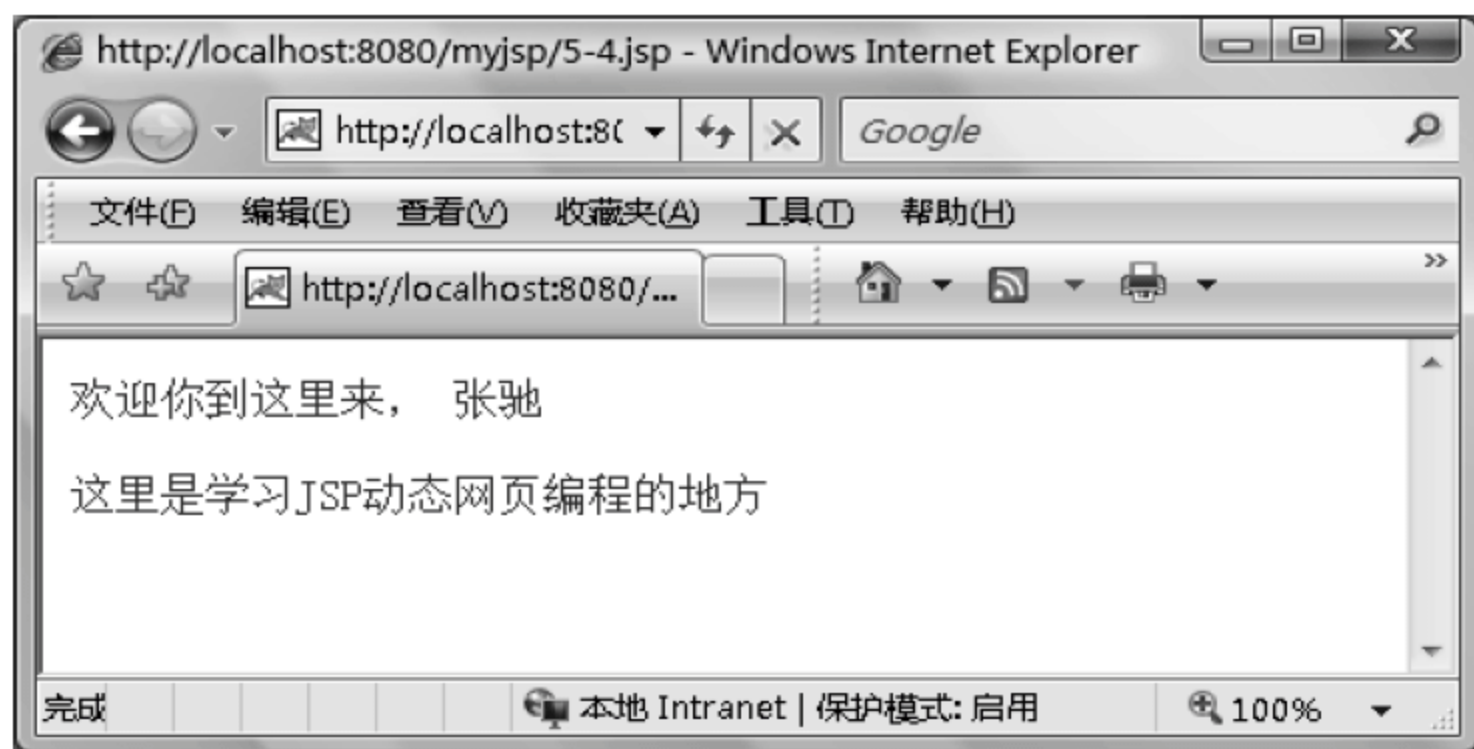 http://localhost:8080/myjsp/5-4.jsp - Windows Internet Explorer
http://localhost:8( Google
文件(F) 编辑(E) 查看(V) 收藏夹(A) 工具(T) 帮助(H)
http://localhost:8080/...
欢迎你到这里来， 张驰
这里是学习JSP动态网页编程的地方
完成 本地 Intranet | 保护模式: 启用 100%